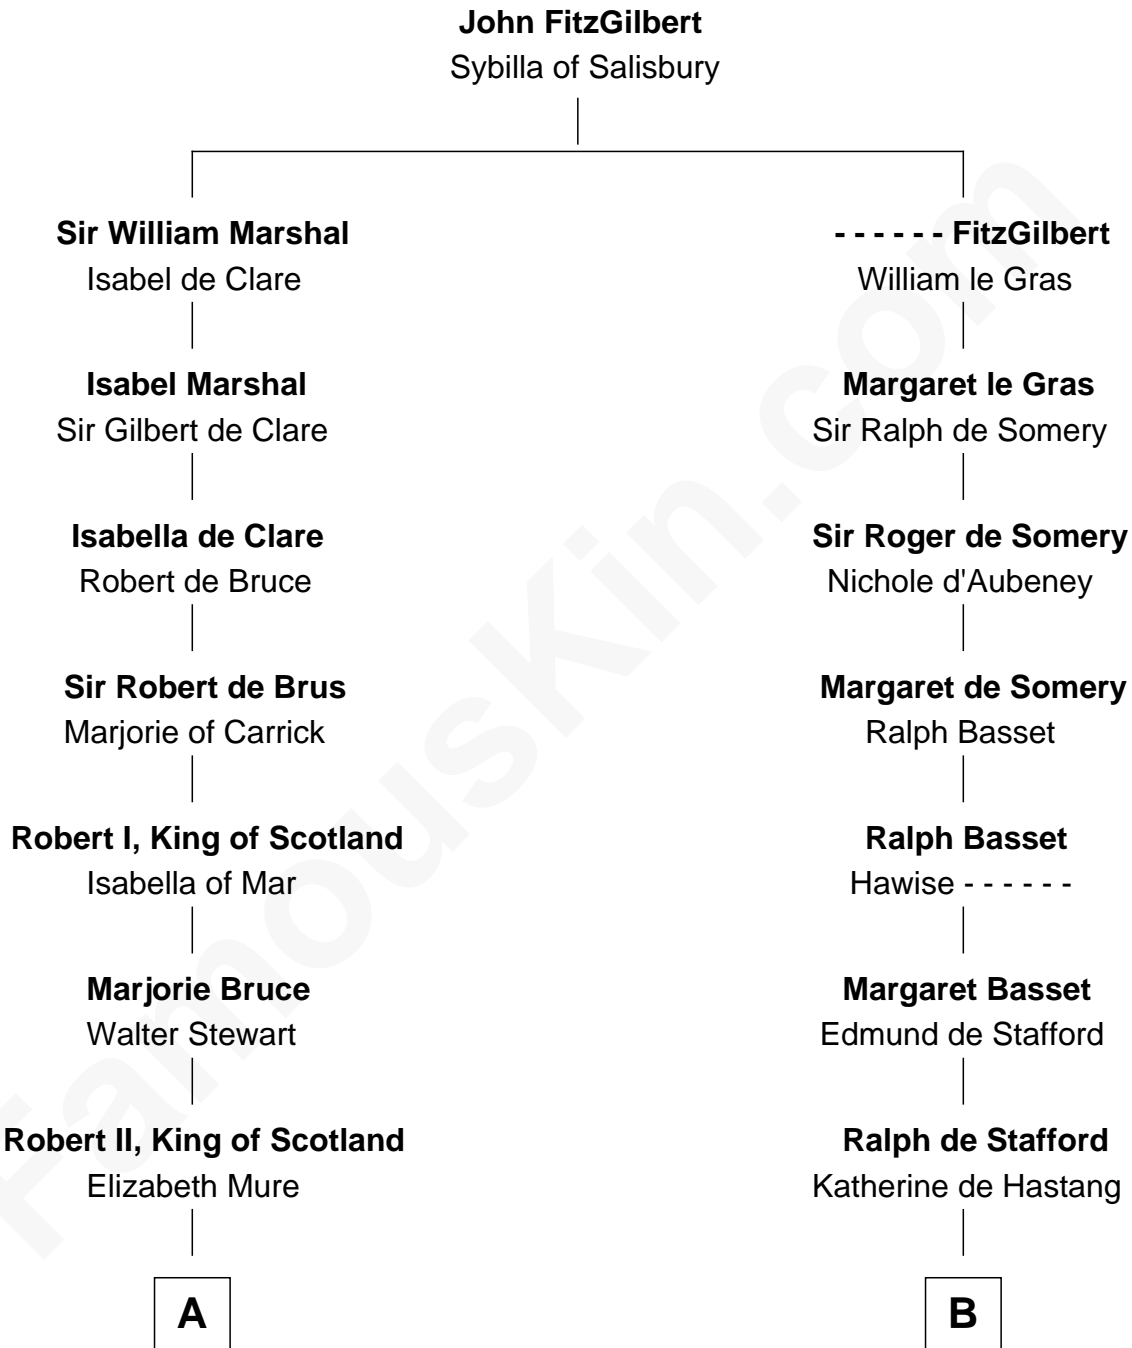 John FitzGilbert
Sybilla of Salisbury
Sir William Marshal
Isabel de Clare
- - - - - - FitzGilbert
William le Gras
Isabel Marshal
Sir Gilbert de Clare
Margaret le Gras
Sir Ralph de Somery
Isabella de Clare
Robert de Bruce
Sir Roger de Somery
Nichole d'Aubeney
Sir Robert de Brus
Marjorie of Carrick
Margaret de Somery
Ralph Basset
Robert I, King of Scotland
Isabella of Mar
Ralph Basset
Hawise - - - - - -
Marjorie Bruce
Walter Stewart
Margaret Basset
Edmund de Stafford
Robert II, King of Scotland
Elizabeth Mure
Ralph de Stafford
Katherine de Hastang
A
B
FamousKin.com